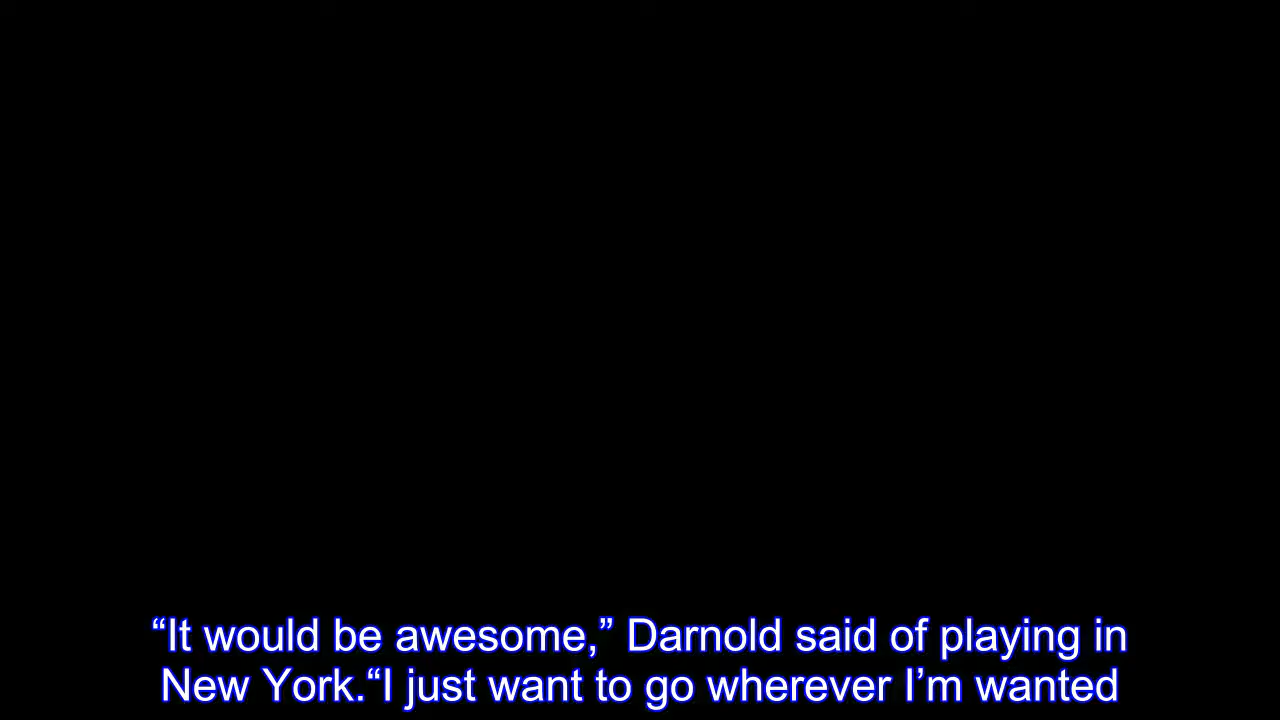 “It would be awesome,” Darnold said of playing in
New York.“I just want to go wherever I’m wanted